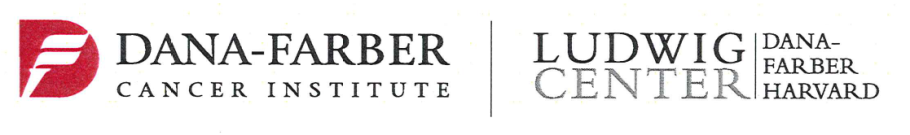 DANA-FARBER
CANCER INSTITUTE
LUDWIG
CENTER
DANA-
FARBER
HARVARD